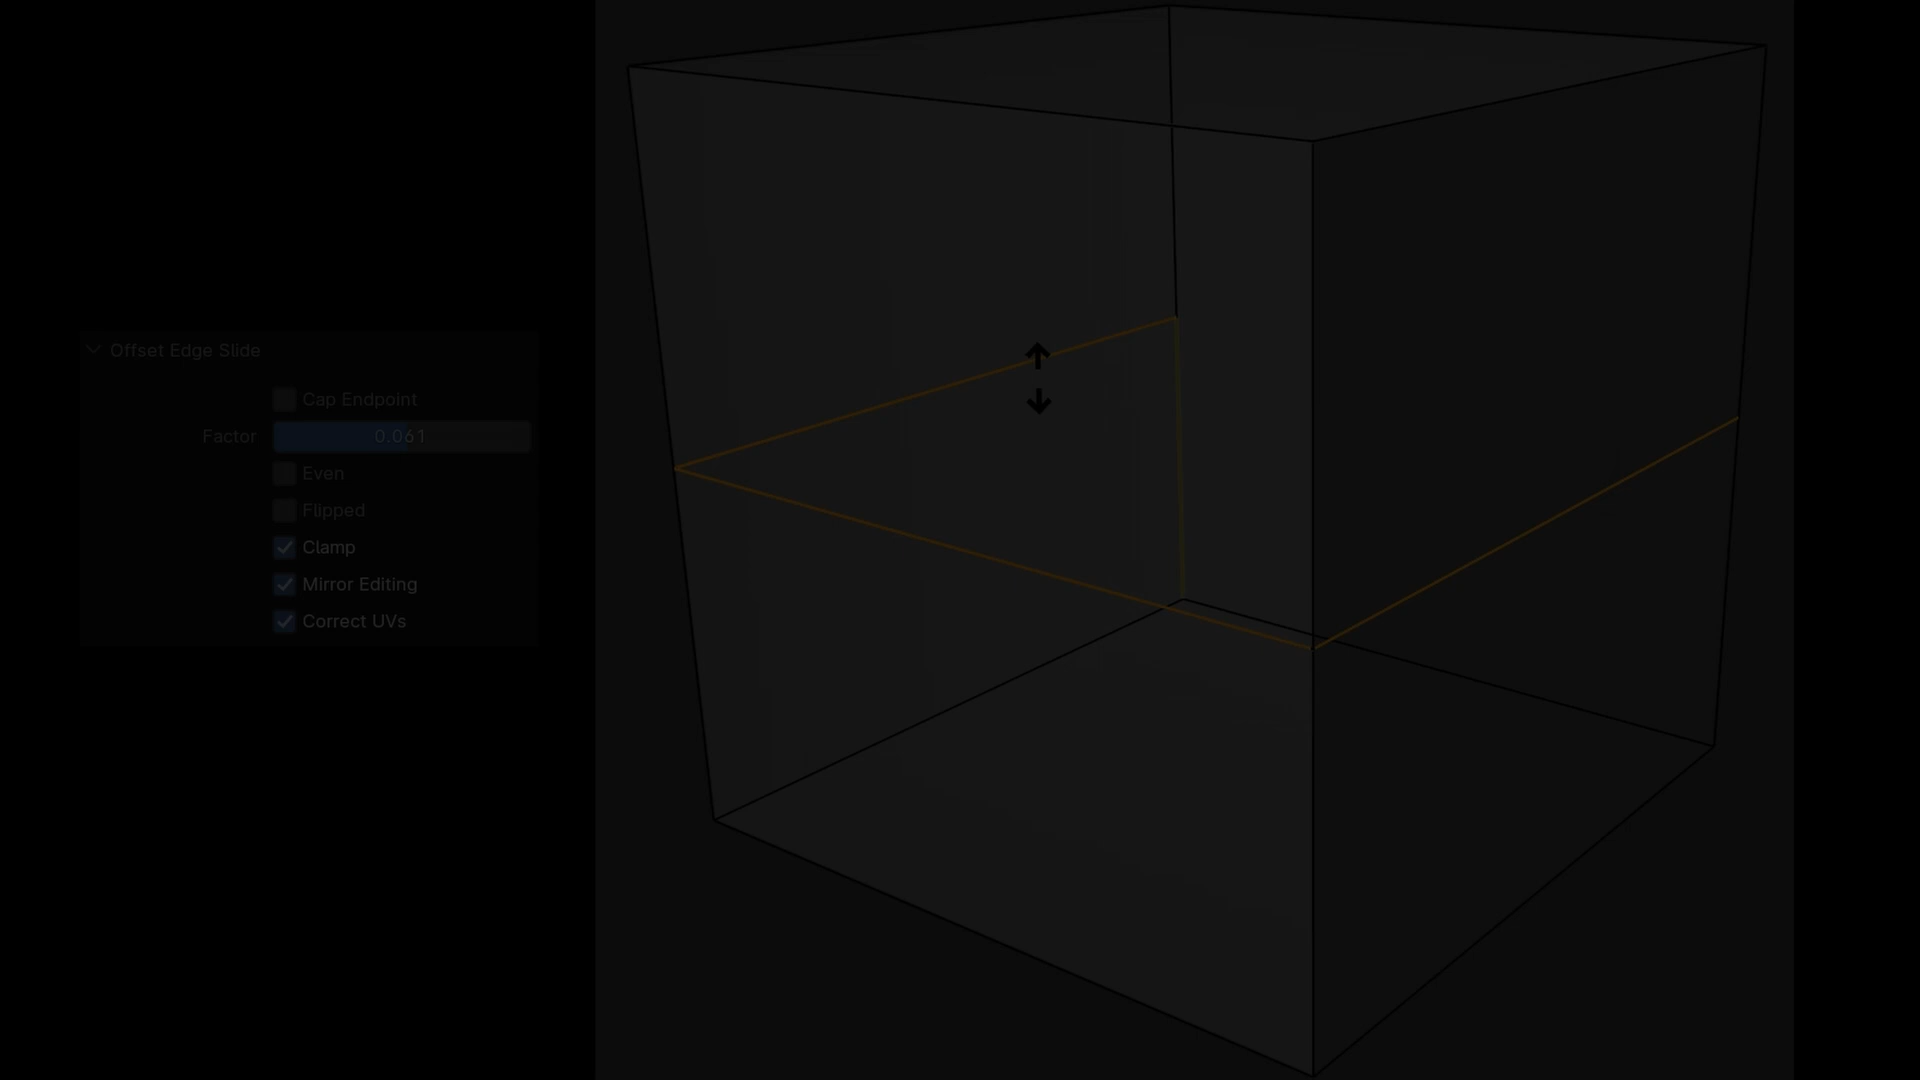 Offset Edge Slide
Cap Endpoint
Factor 0.061
Even
Flipped
Clamp
Mirror Editing
Correct UVs